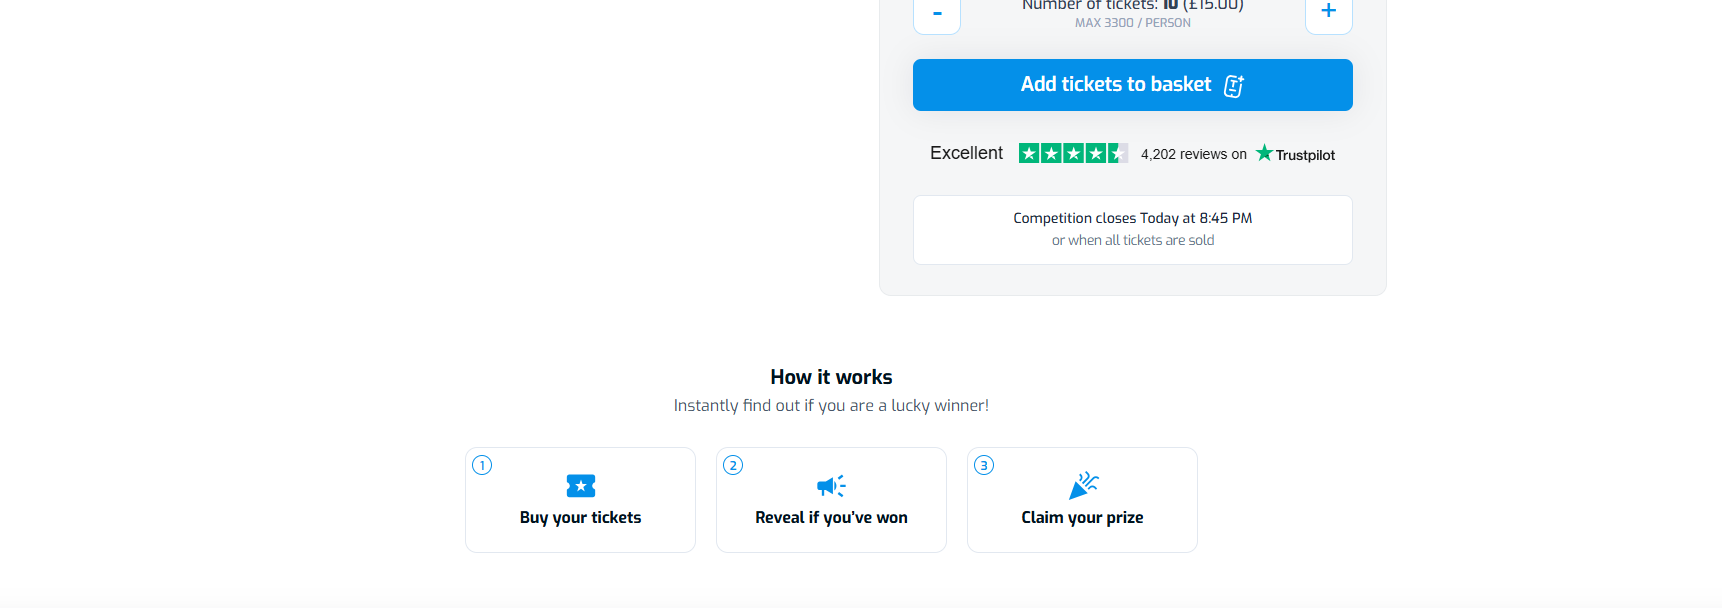 -
Number of tickets: 10 (£15.00)
+
MAX 3300 / PERSON
Add tickets to basket
Excellent
4,202 reviews on
Trustpilot
Competition closes Today at 8:45 PM
or when all tickets are sold
How it works
Instantly find out if you are a lucky winner!
1
Buy your tickets
2
Reveal if you've won
3
Claim your prize